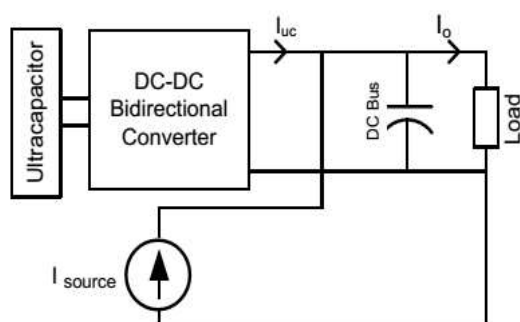 Ultracapacitor
DC-DC
Bidirectional
Converter
Iuc
Io
DC Bus
Load
I source